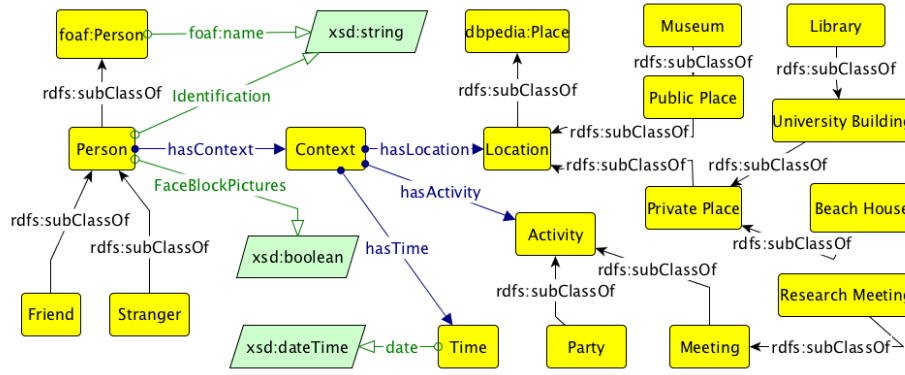 foaf:Person
foaf:name
xsd:string
dbpedia:Place
Museum
Library
rdfs:subClassOf
rdfs:subClassOf
rdfs:subClassOf
rdfs:subClassOf
Identification
Public Place
University Building
Person
hasContext
Context
hasLocation
Location
rdfs:subClassOf
rdfs:subClassOf
rdfs:subClassOf
FaceBlockPictures
hasActivity
Private Place
Beach House
rdfs:subClassOf
rdfs:subClassOf
xsd:boolean
hasTime
Activity
rdfs:subClassOf
rdfs:subClassOf
rdfs:subClassOf
Research Meeting
Friend
Stranger
xsd:dateTime
date
Time
Party
Meeting
rdfs:subClassOf